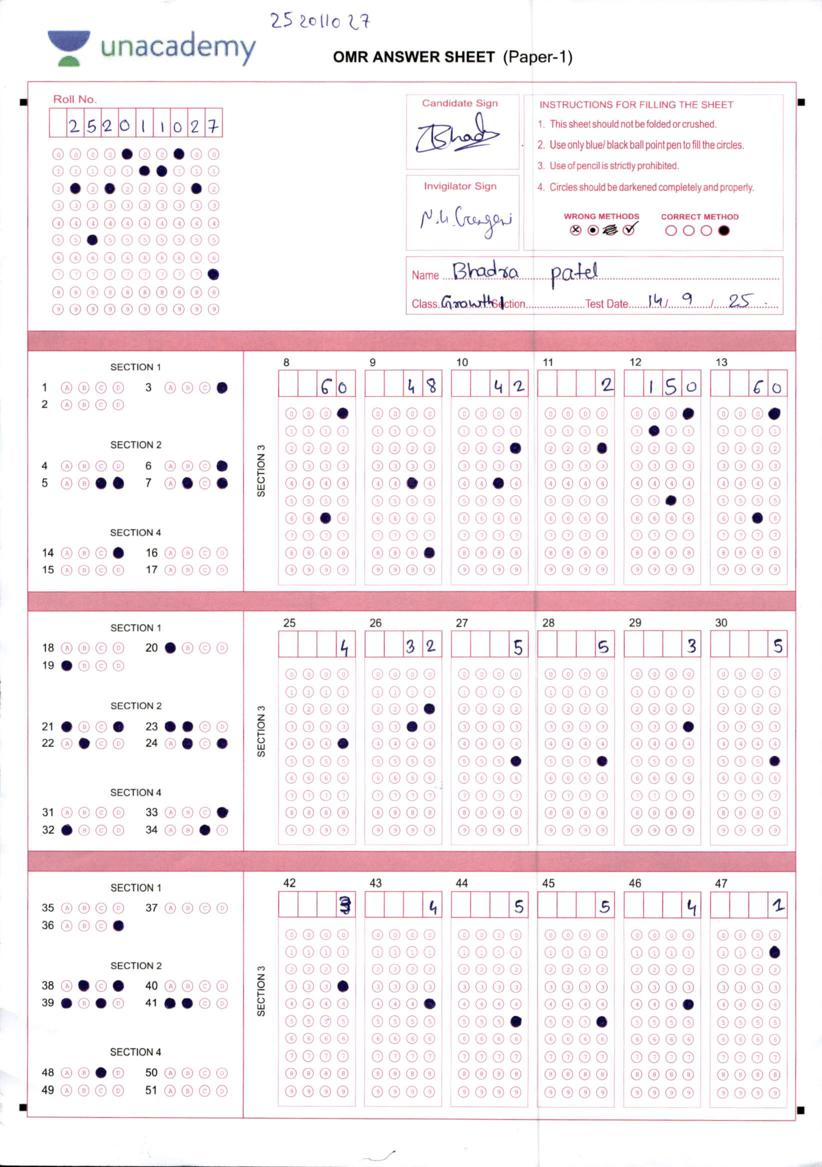 25201027
unacademy
OMR ANSWER SHEET (Paper-1)
Roll No.
2 5 2 0 1 1 0 2 7
Candidate Sign
Bhad
Invigilator Sign
INSTRUCTIONS FOR FILLING THE SHEET
1. This sheet should not be folded or crushed.
2. Use only blue/ black ball point pen to fill the circles.
3. Use of pencil is strictly prohibited.
4. Circles should be darkened completely and properly.
WRONG METHODS CORRECT METHOD
Name Bhadra patel
Class Growth1 Section Test Date 14/ 9 / 25
SECTION 1
1 A B C D 3 A B C
2 A B C D
SECTION 2
4 A B C D 6 A B C
5 A B 7 A C
SECTION 4
14 A B C 16 A B C D
15 A B C D 17 A B C D
SECTION 3
8 9 10 11 12 13
60 48 42 2 150 60
SECTION 1
18 A B C D 20 B C D
19 B C D
SECTION 2
21 B C 23 C D
22 A C D 24 A C
SECTION 4
31 A B C D 33 A B C
32 B C D 34 A B D
SECTION 3
25 26 27 28 29 30
4 32 5 5 3 5
SECTION 1
35 A B C D 37 A B C D
36 A B C
SECTION 2
38 A C 40 A B C D
39 B D 41 C D
SECTION 4
48 A B D 50 A B C D
49 A B C D 51 A B C D
SECTION 3
42 43 44 45 46 47
3 4 5 5 4 1